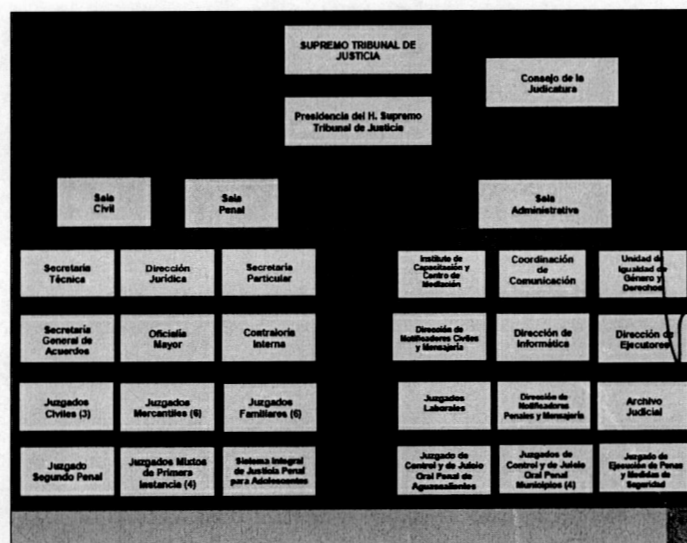 SUPREMO TRIBUNAL DE
JUSTICIA
Consejo de la
Judicatura
Presidencia del H. Supremo
Tribunal de Justicia
Sala
Civil
Sala
Penal
Sala
Administrativa
Secretaría
Técnica
Dirección
Jurídica
Secretaría
Particular
Instituto de
Capacitación y
Centro de
Mediación
Coordinación
de
Comunicación
Unidad de
Igualdad de
Género y
Derechos
Secretaría
General de
Acuerdos
Oficialía
Mayor
Contraloría
Interna
Dirección de
Notificadores Civiles
y Mensajería
Dirección de
Informática
Dirección de
Ejecutores
Juzgados
Civiles (3)
Juzgados
Mercantiles (6)
Juzgados
Familiares (6)
Juzgados
Laborales
Dirección de
Notificadores
Penales y Mensajería
Archivo
Judicial
Juzgado
Segundo Penal
Juzgados Mixtos
de Primera
Instancia (4)
Sistema Integral
de Justicia Penal
para Adolescentes
Juzgado de
Control y de Juicio
Oral Penal de
Aguascalientes
Juzgados de
Control y de Juicio
Oral Penal
Municipios (4)
Juzgado de
Ejecución de Penas
y Medidas de
Seguridad